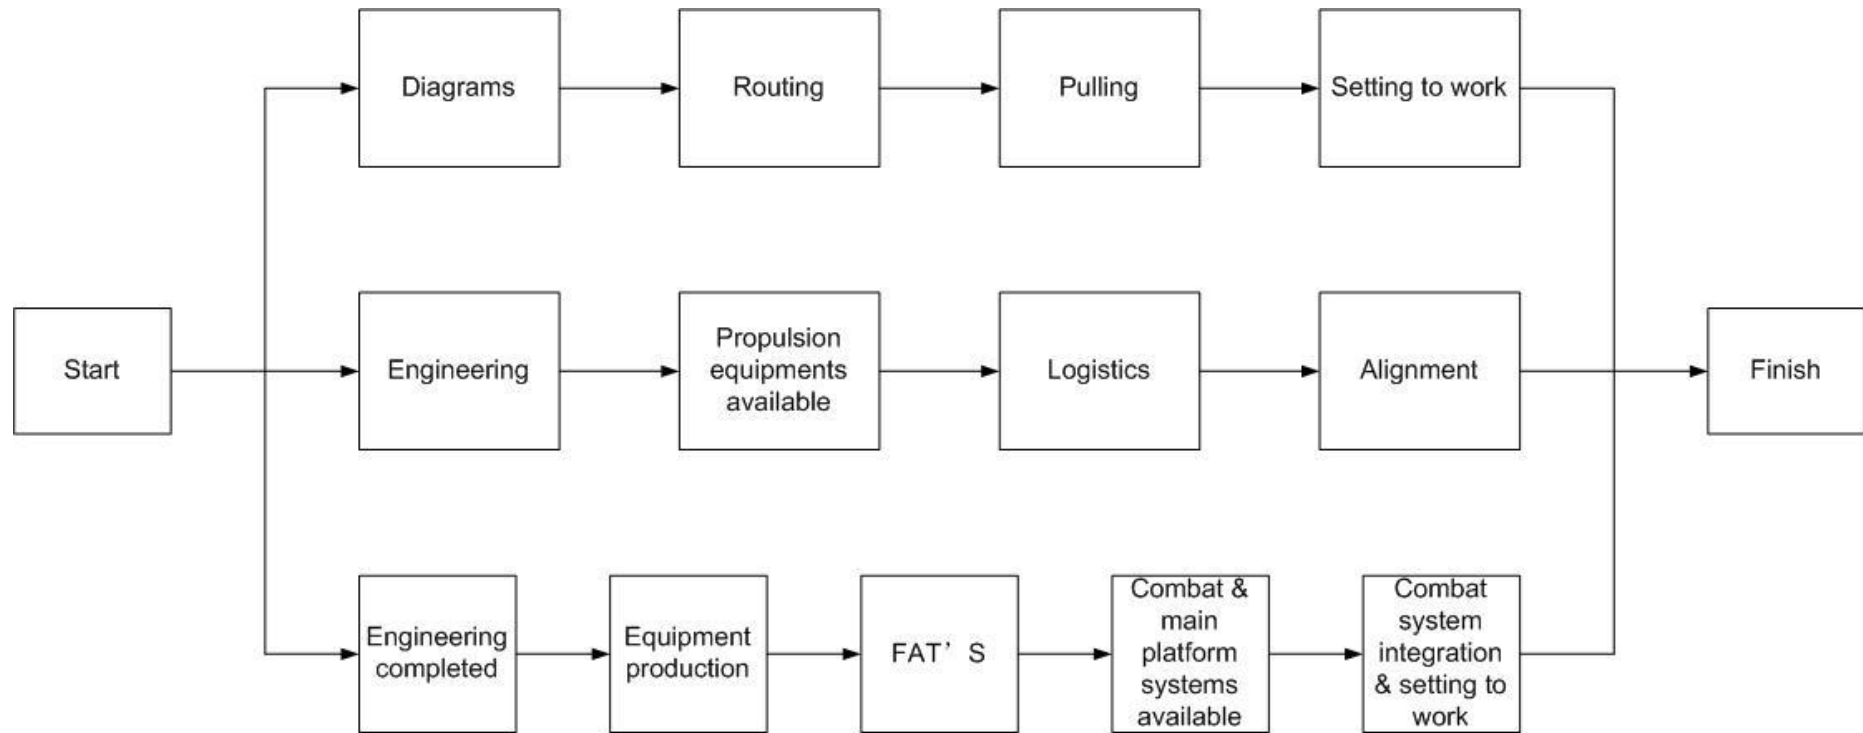 Diagrams
Routing
Pulling
Setting to work
Start
Engineering
Propulsion
equipments
available
Logistics
Alignment
Finish
Engineering
completed
Equipment
production
FAT’S
Combat &
main
platform
systems
available
Combat
system
integration
& setting to
work